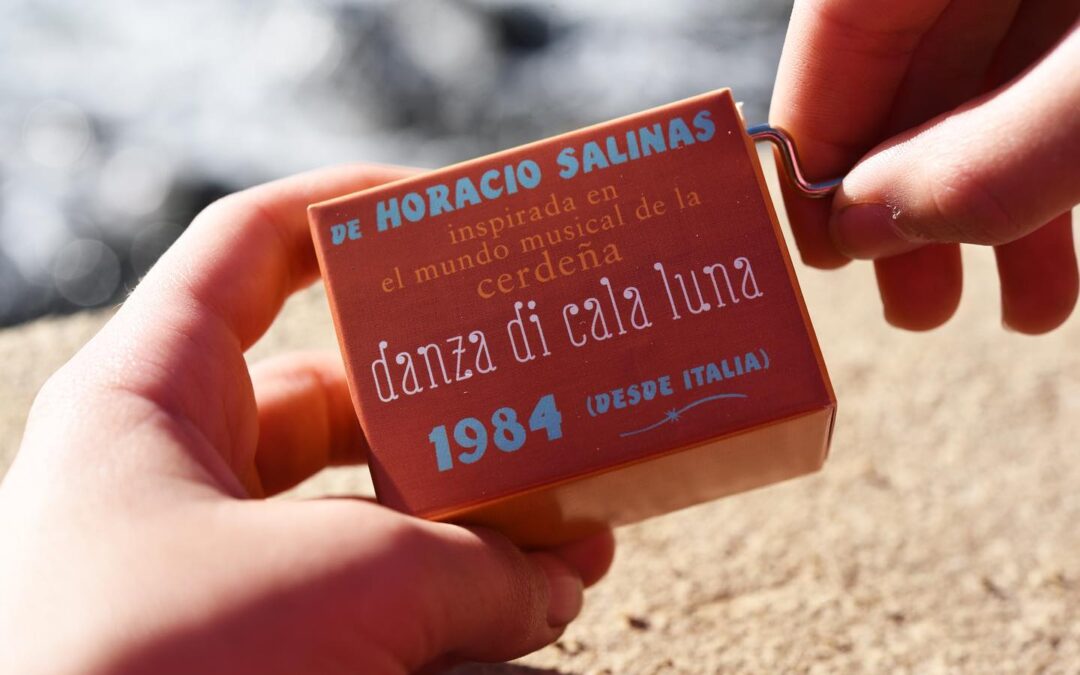 DE HORACIO SALINAS
inspirada en
el mundo musical de la
cerdeña
danza di cala luna
1984 (DESDE ITALIA)